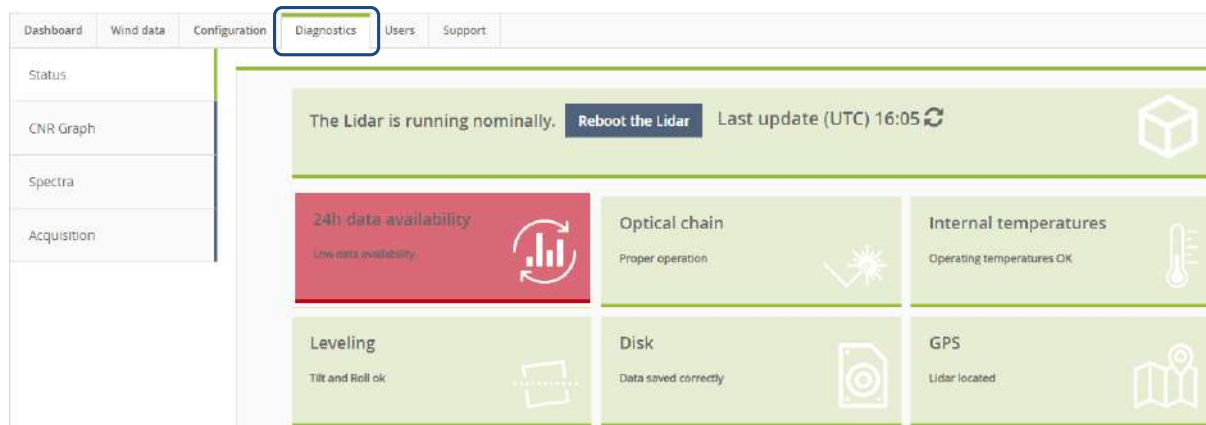 Dashboard Wind data Configuration Diagnostics Users Support
Status
CNR Graph
Spectra
Acquisition
The Lidar is running nominally. Reboot the Lidar Last update (UTC) 16:05
24h data availability
Low data availability.
Optical chain
Proper operation
Internal temperatures
Operating temperatures OK
Leveling
Tilt and Roll ok
Disk
Data saved correctly
GPS
Lidar located